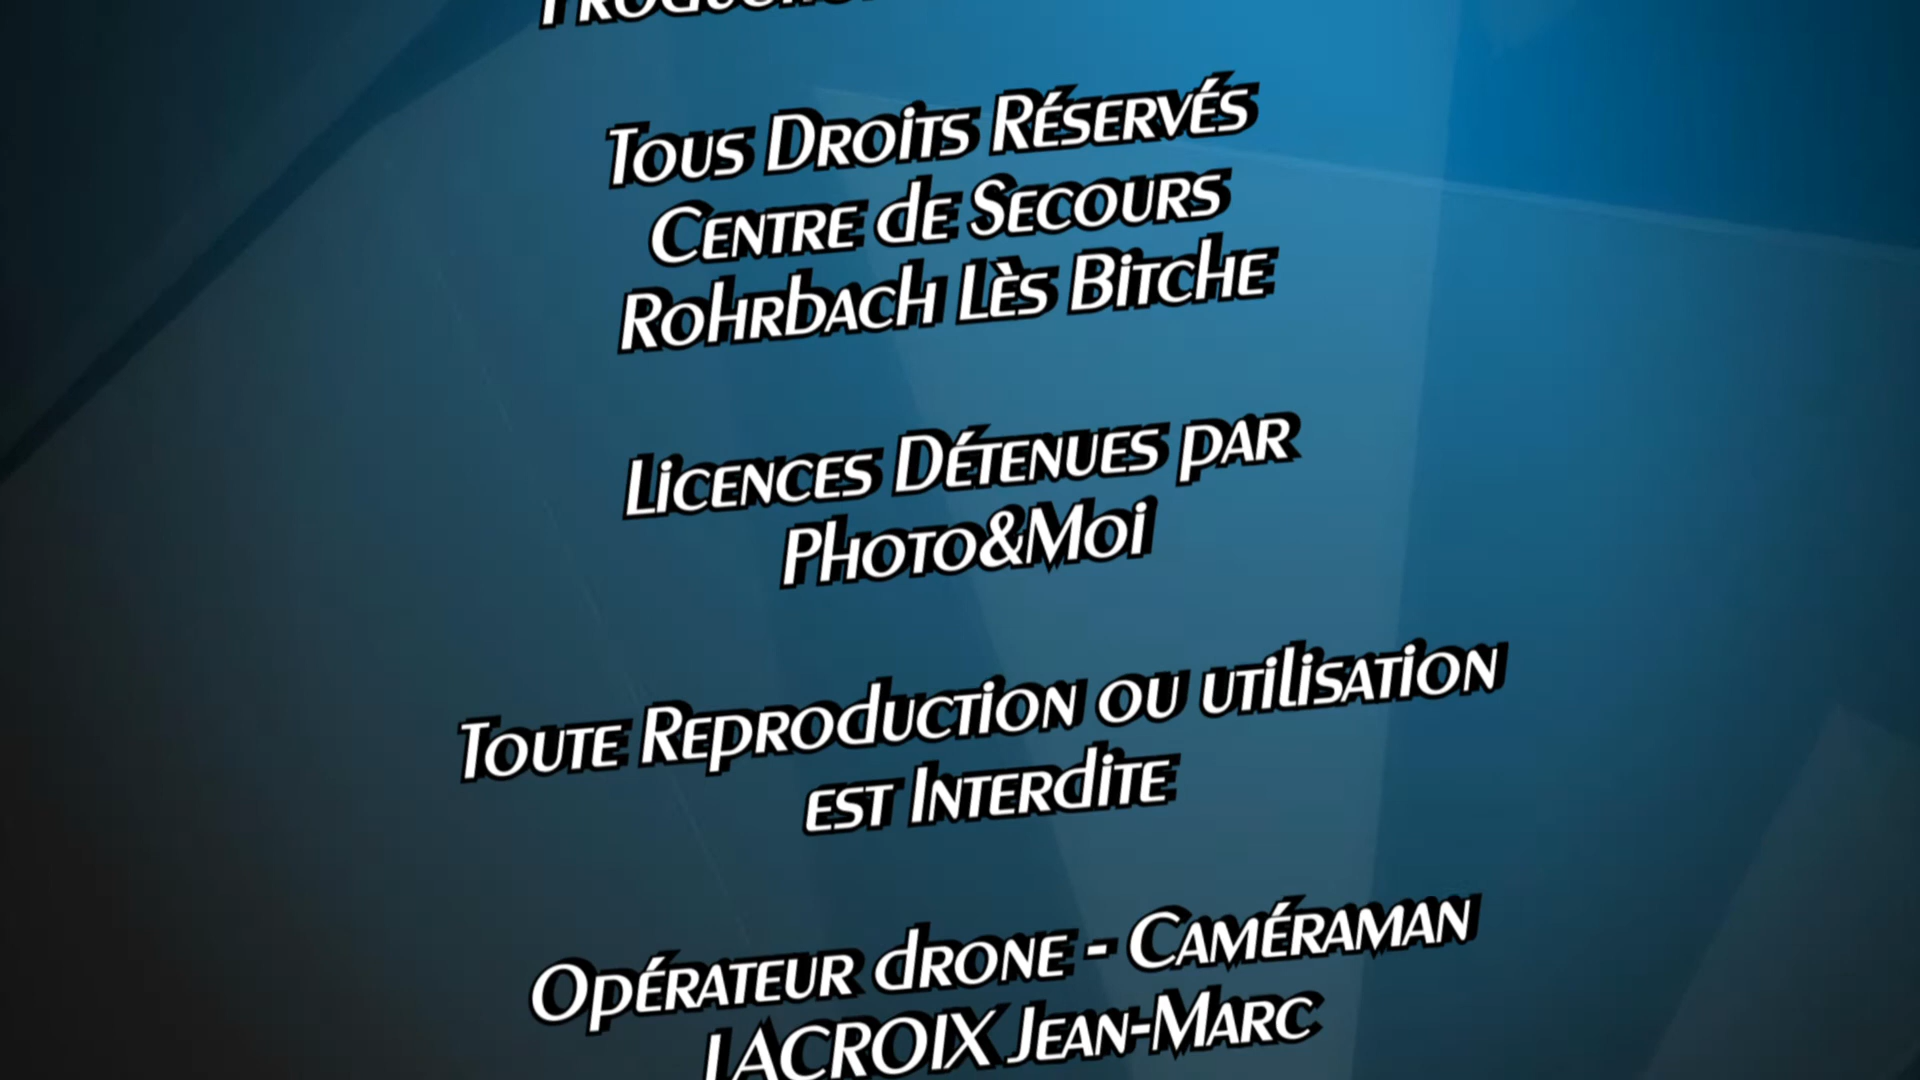 Tous Droits Réservés
Centre de Secours
Rohrbach Lès Bitche
Licences Détenues par
Photo&Moi
Toute Reproduction ou utilisation
est Interdite
Opérateur drone - Caméraman
LACROIX Jean-Marc